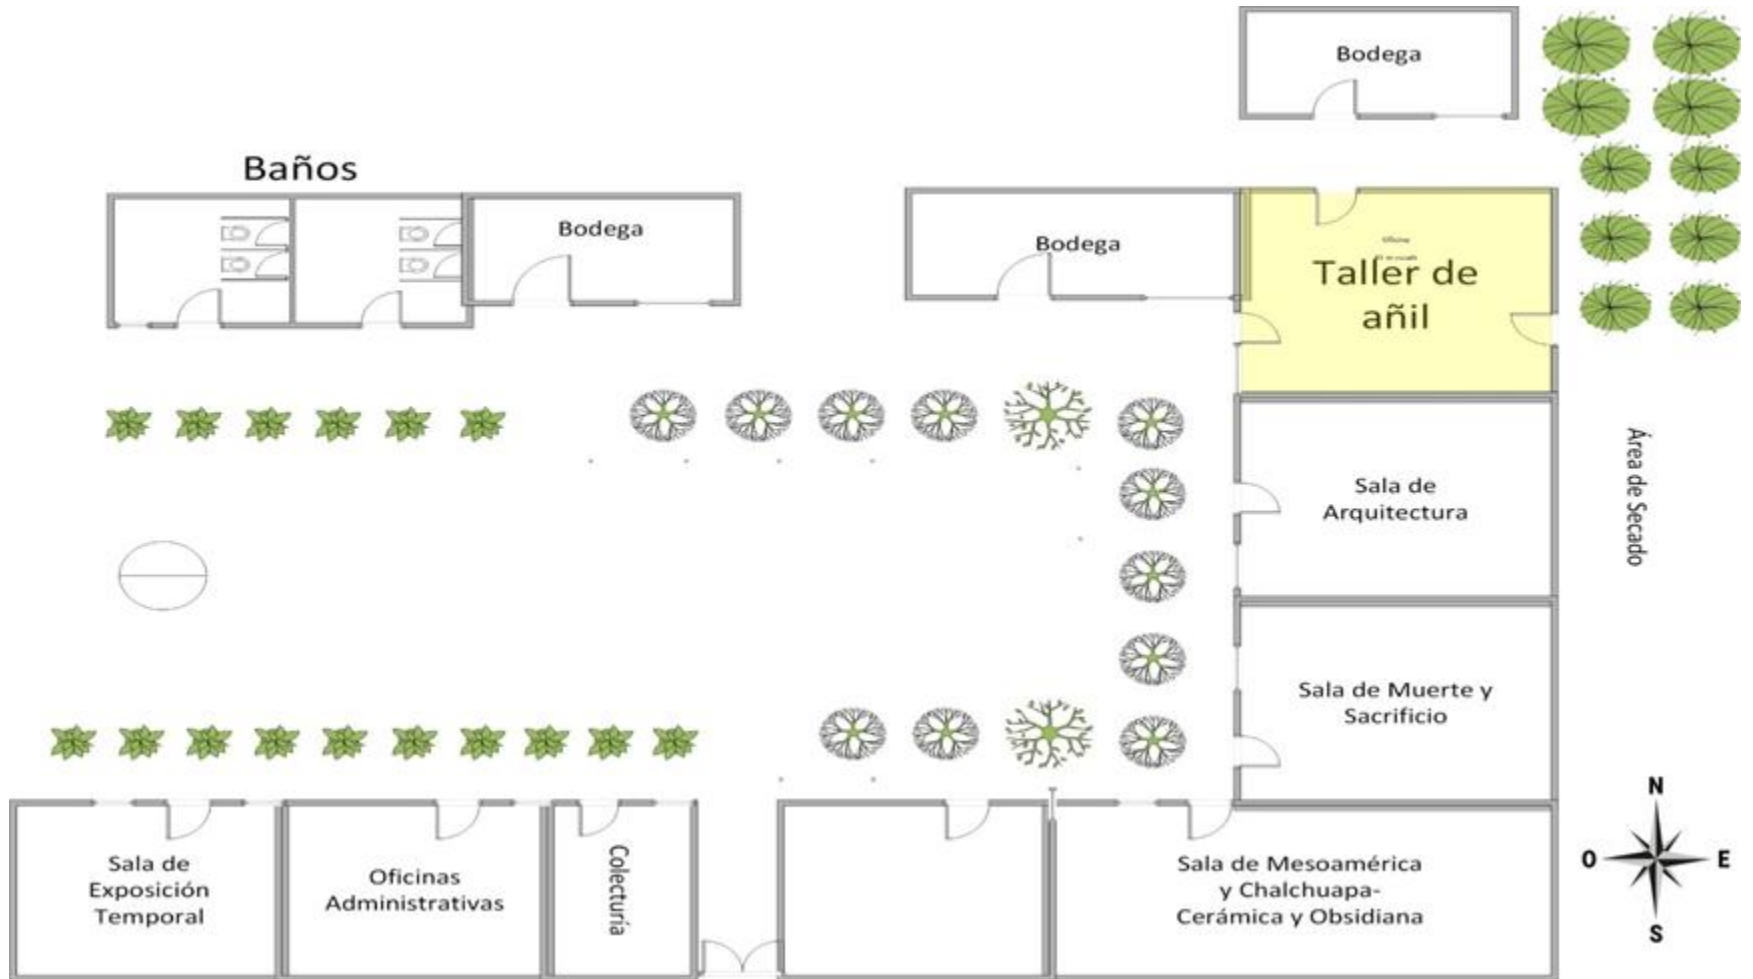 Bodega
Baños
Bodega
Bodega
Taller de
añil
Sala de
Arquitectura
Área de Secado
Sala de Muerte y
Sacrificio
Sala de
Exposición
Temporal
Oficinas
Administrativas
Colecturía
Sala de Mesoamérica
y Chalchuapa-
Cerámica y Obsidiana
N
O
E
S